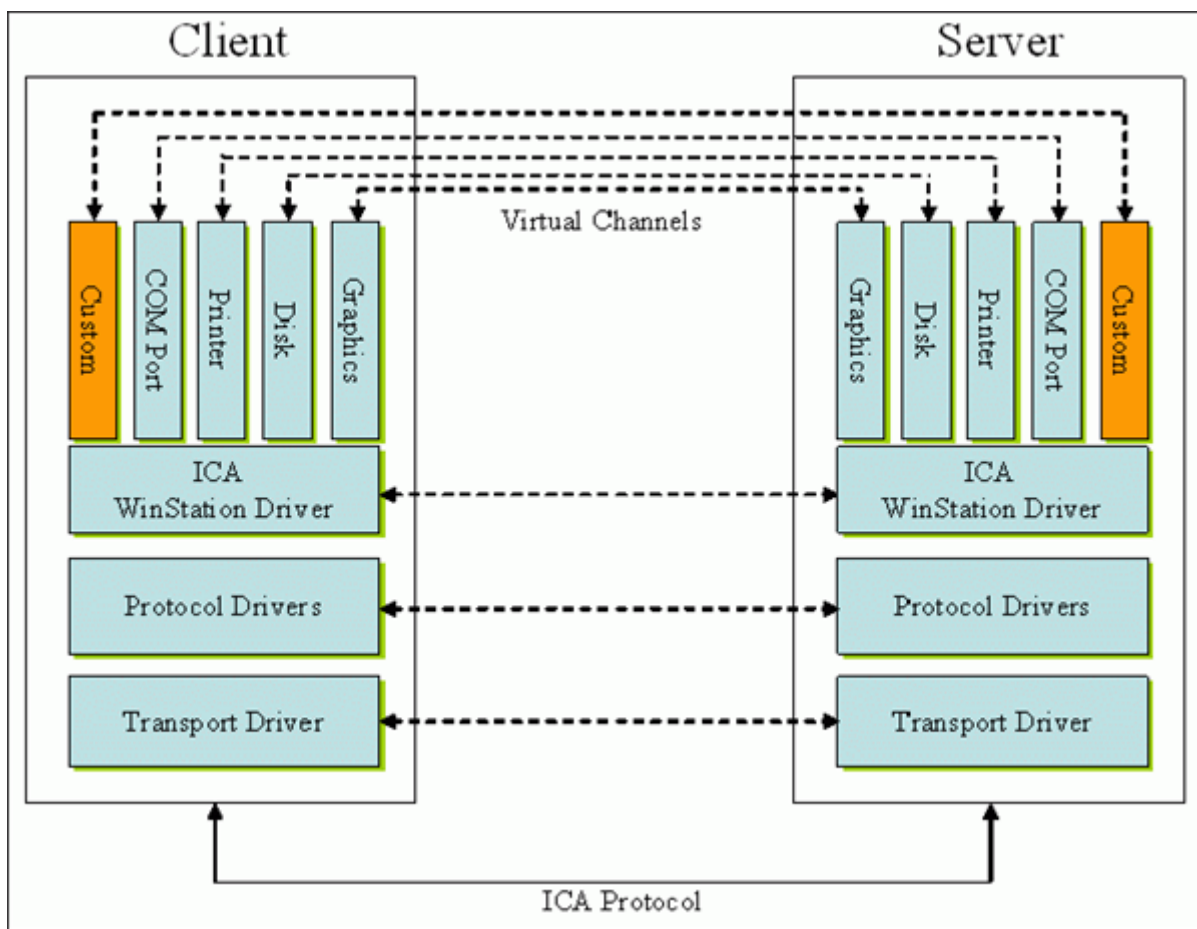 Client
Server
Virtual Channels
Custom
COM Port
Printer
Disk
Graphics
Graphics
Disk
Printer
COM Port
Custom
ICA
WinStation Driver
ICA
WinStation Driver
Protocol Drivers
Protocol Drivers
Transport Driver
Transport Driver
ICA Protocol